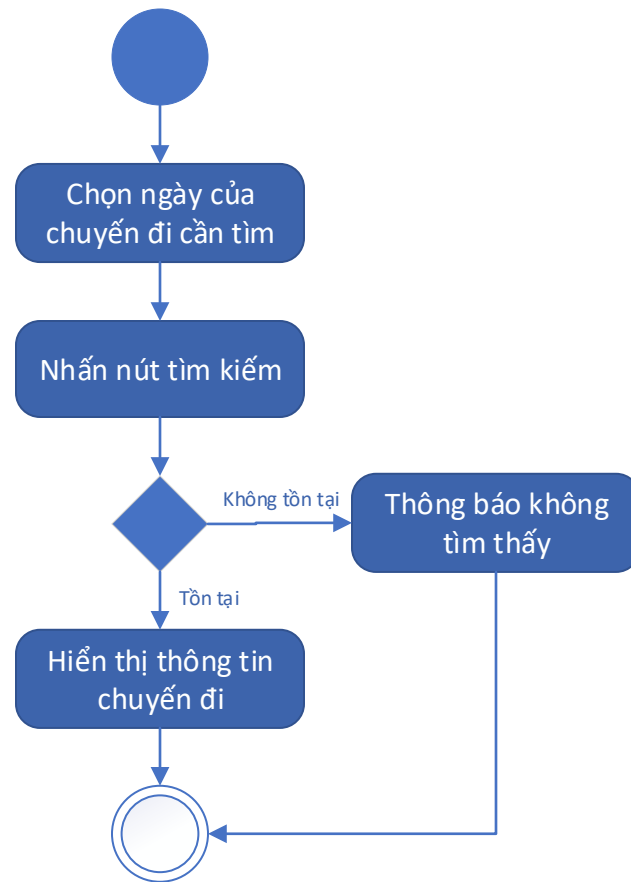 Chọn ngày của
chuyến đi cần tìm
Nhấn nút tìm kiếm
Không tồn tại
Thông báo không
tìm thấy
Tồn tại
Hiển thị thông tin
chuyến đi